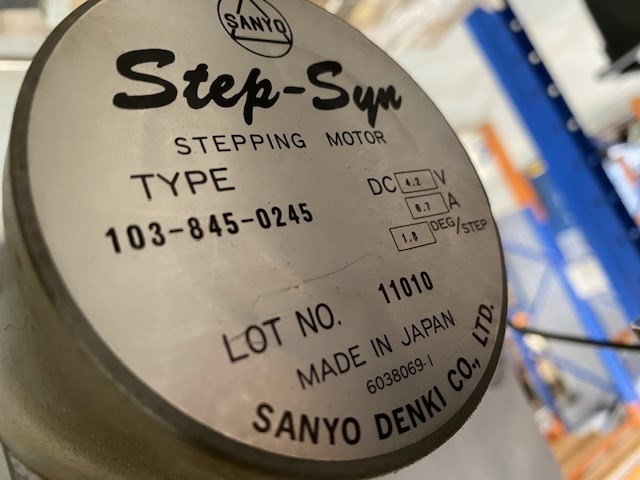 SANYO
Step-Syn
STEPPING MOTOR
TYPE
103-845-0245
DC 4.2 V
6.7 A
1.8 DEG/STEP
LOT NO. 11010
MADE IN JAPAN
6038069-1
SANYO DENKI CO., LTD.